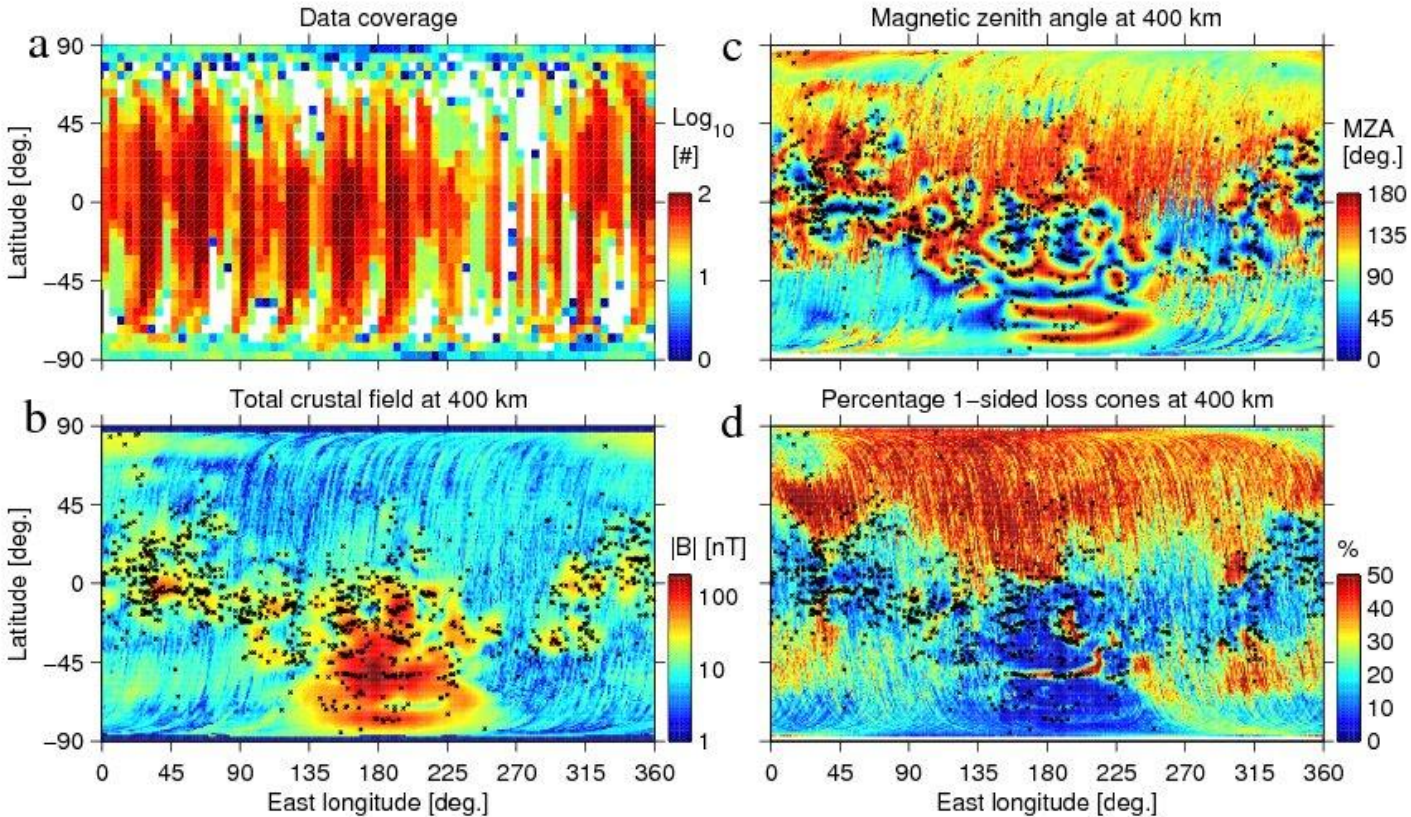 Data coverage
a
90
45
0
−45
−90
Latitude [deg.]
Log10
[#]
2
1
0
Magnetic zenith angle at 400 km
c
MZA
[deg.]
180
135
90
45
0
Total crustal field at 400 km
b
90
45
0
−45
−90
Latitude [deg.]
0 45 90 135 180 225 270 315 360
East longitude [deg.]
|B| [nT]
100
10
1
Percentage 1−sided loss cones at 400 km
d
0 45 90 135 180 225 270 315 360
East longitude [deg.]
%
50
40
30
20
10
0